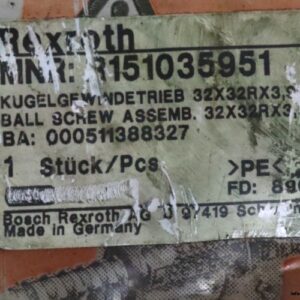 Rexroth
MNR: R151035951
KUGELGEWINDETRIEB 32X32RX3,
BALL SCREW ASSEMB. 32X32RX3,
BA: 000511388327
1 Stück/Pcs >PE<
FD: 89
Bosch Rexroth AG D 97419
Made in Germany